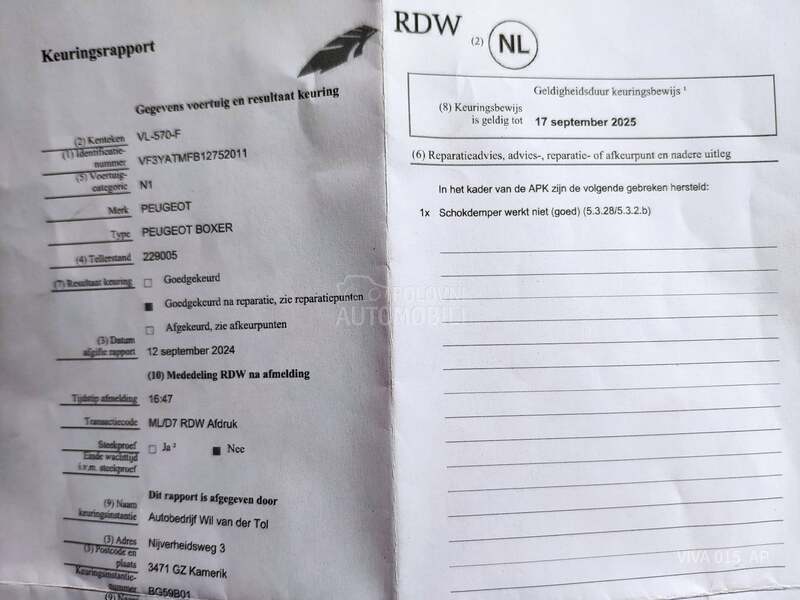 Keuringsrapport
Gegevens voertuig en resultaat keuring
(2) Kenteken VL-570-F
(1) Identificatie-
nummer VF3YATMFB12752011
(5) Voertuig-
categorie N1
Merk PEUGEOT
Type PEUGEOT BOXER
(4) Tellerstand 229005
(7) Resultaat keuring Goedgekeurd
Goedgekeurd na reparatie, zie reparatiepunten
Afgekeurd, zie afkeurpunten
(3) Datum
afgifte rapport 12 september 2024
(10) Mededeling RDW na afmelding
Tijdstip afmelding 16:47
Transactiecode ML/D7 RDW Afdruk
Steekproef Ja ² Nee
Einde wachttijd
i.v.m. steekproef
Dit rapport is afgegeven door
(9) Naam
keuringsinstantie Autobedrijf Wil van der Tol
(3) Adres Nijverheidsweg 3
(3) Postcode en
plaats 3471 GZ Kamerik
Keuringsinstantie-
nummer BG59B01
(9) Naam
RDW (2) NL
Geldigheidsduur keuringsbewijs ¹
(8) Keuringsbewijs
is geldig tot 17 september 2025
(6) Reparatieadvies, advies-, reparatie- of afkeurpunt en nadere uitleg
In het kader van de APK zijn de volgende gebreken hersteld:
1x Schokdemper werkt niet (goed) (5.3.28/5.3.2.b)
POLOVNI
AUTOMOBILI
VIVA 015 AP